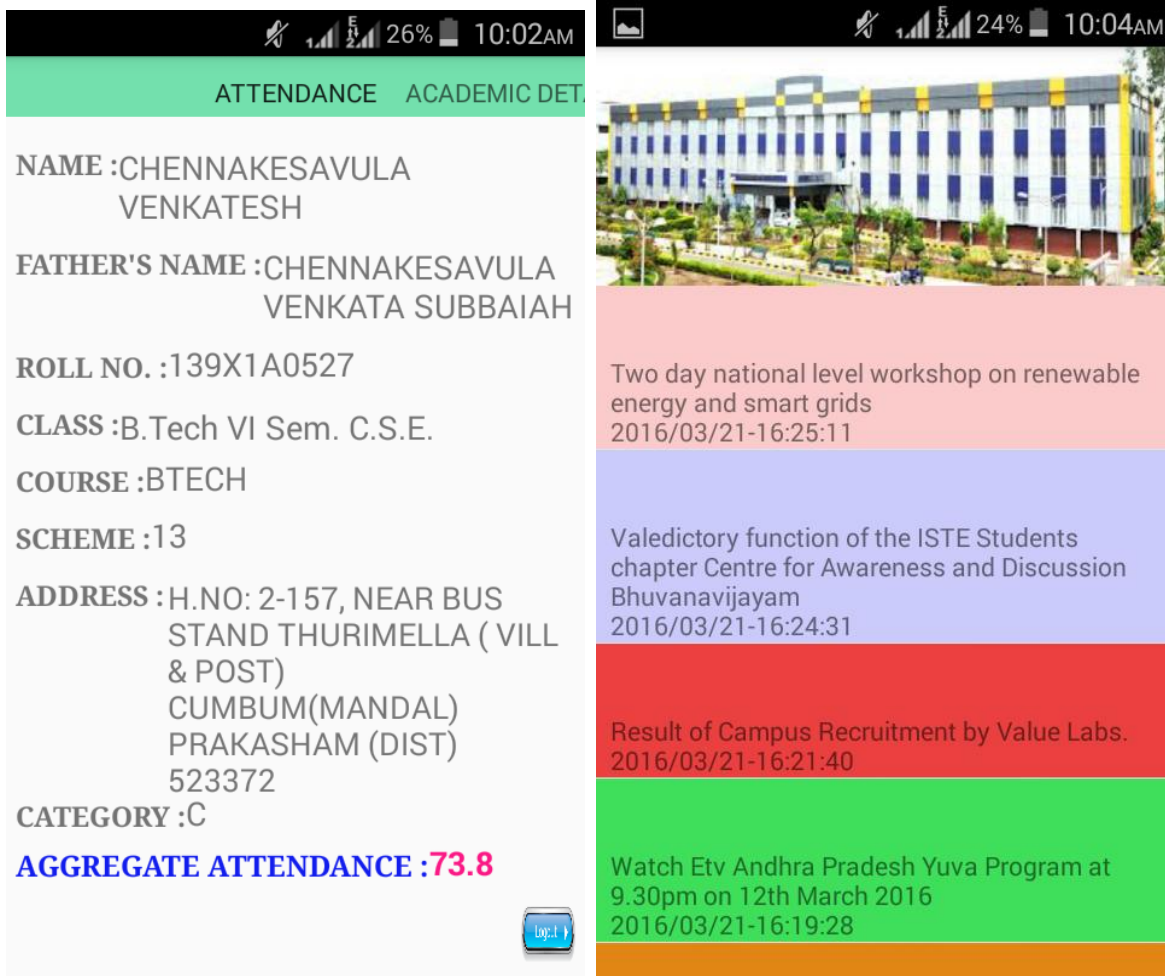 26% 10:02AM
ATTENDANCE ACADEMIC DET
NAME :CHENNAKESAVULA
VENKATESH
FATHER'S NAME :CHENNAKESAVULA
VENKATA SUBBAIAH
ROLL NO. :139X1A0527
CLASS :B.Tech VI Sem. C.S.E.
COURSE :BTECH
SCHEME :13
ADDRESS :H.NO: 2-157, NEAR BUS
STAND THURIMELLA ( VILL
& POST)
CUMBUM(MANDAL)
PRAKASHAM (DIST)
523372
CATEGORY :C
AGGREGATE ATTENDANCE :73.8
24% 10:04AM
Two day national level workshop on renewable
energy and smart grids
2016/03/21-16:25:11
Valedictory function of the ISTE Students
chapter Centre for Awareness and Discussion
Bhuvanavijayam
2016/03/21-16:24:31
Result of Campus Recruitment by Value Labs.
2016/03/21-16:21:40
Watch Etv Andhra Pradesh Yuva Program at
9.30pm on 12th March 2016
2016/03/21-16:19:28